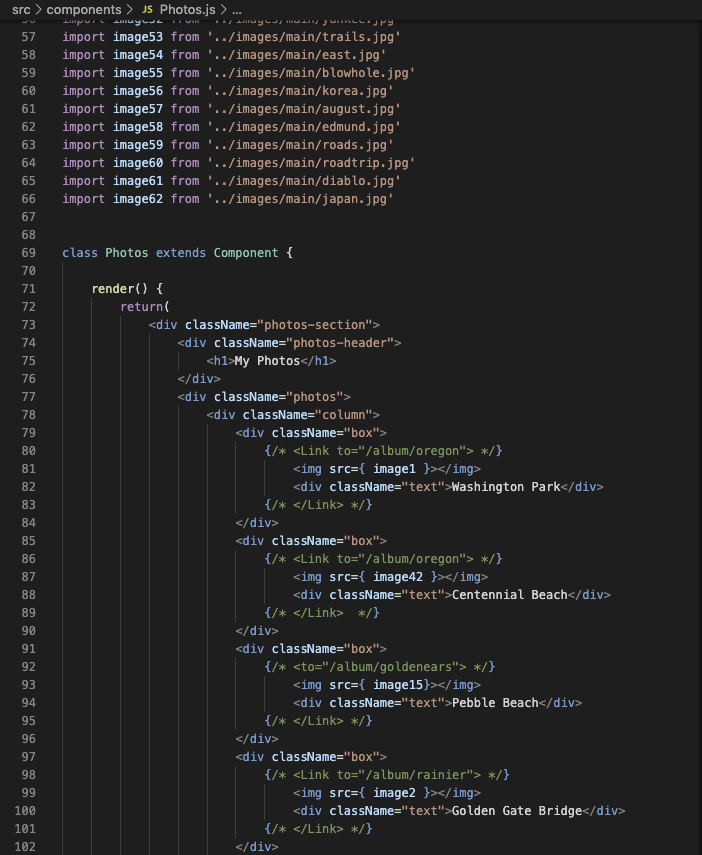 src > components > JS Photos.js > ...
56 import image52 from '../images/main/yankee.jpg'
57 import image53 from '../images/main/trails.jpg'
58 import image54 from '../images/main/east.jpg'
59 import image55 from '../images/main/blowhole.jpg'
60 import image56 from '../images/main/korea.jpg'
61 import image57 from '../images/main/august.jpg'
62 import image58 from '../images/main/edmund.jpg'
63 import image59 from '../images/main/roads.jpg'
64 import image60 from '../images/main/roadtrip.jpg'
65 import image61 from '../images/main/diablo.jpg'
66 import image62 from '../images/main/japan.jpg'
67
68
69 class Photos extends Component {
70
71 render() {
72 return(
73 <div className="photos-section">
74 <div className="photos-header">
75 <h1>My Photos</h1>
76 </div>
77 <div className="photos">
78 <div className="column">
79 <div className="box">
80 {/* <Link to="/album/oregon"> */}
81 <img src={ image1 }></img>
82 <div className="text">Washington Park</div>
83 {/* </Link> */}
84 </div>
85 <div className="box">
86 {/* <Link to="/album/oregon"> */}
87 <img src={ image42 }></img>
88 <div className="text">Centennial Beach</div>
89 {/* </Link>  */}
90 </div>
91 <div className="box">
92 {/* <to="/album/goldenears"> */}
93 <img src={ image15}></img>
94 <div className="text">Pebble Beach</div>
95 {/* </Link> */}
96 </div>
97 <div className="box">
98 {/* <Link to="/album/rainier"> */}
99 <img src={ image2 }></img>
100 <div className="text">Golden Gate Bridge</div>
101 {/* </Link> */}
102 </div>